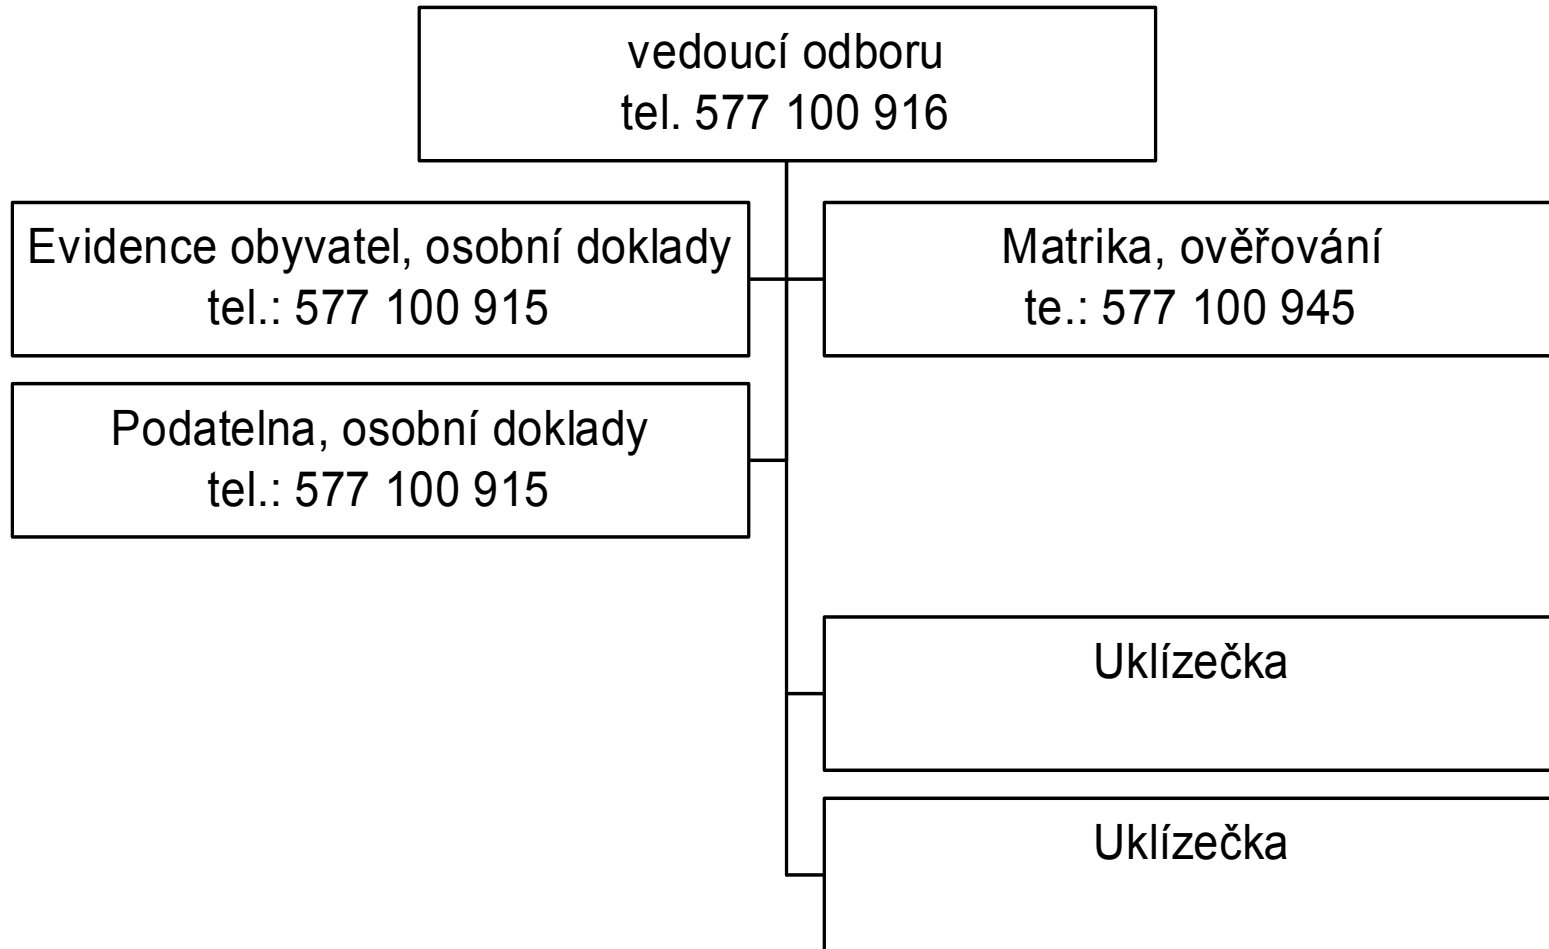 vedoucí odboru
tel. 577 100 916
Evidence obyvatel, osobní doklady
tel.: 577 100 915
Matrika, ověřování
te.: 577 100 945
Podatelna, osobní doklady
tel.: 577 100 915
Uklízečka
Uklízečka